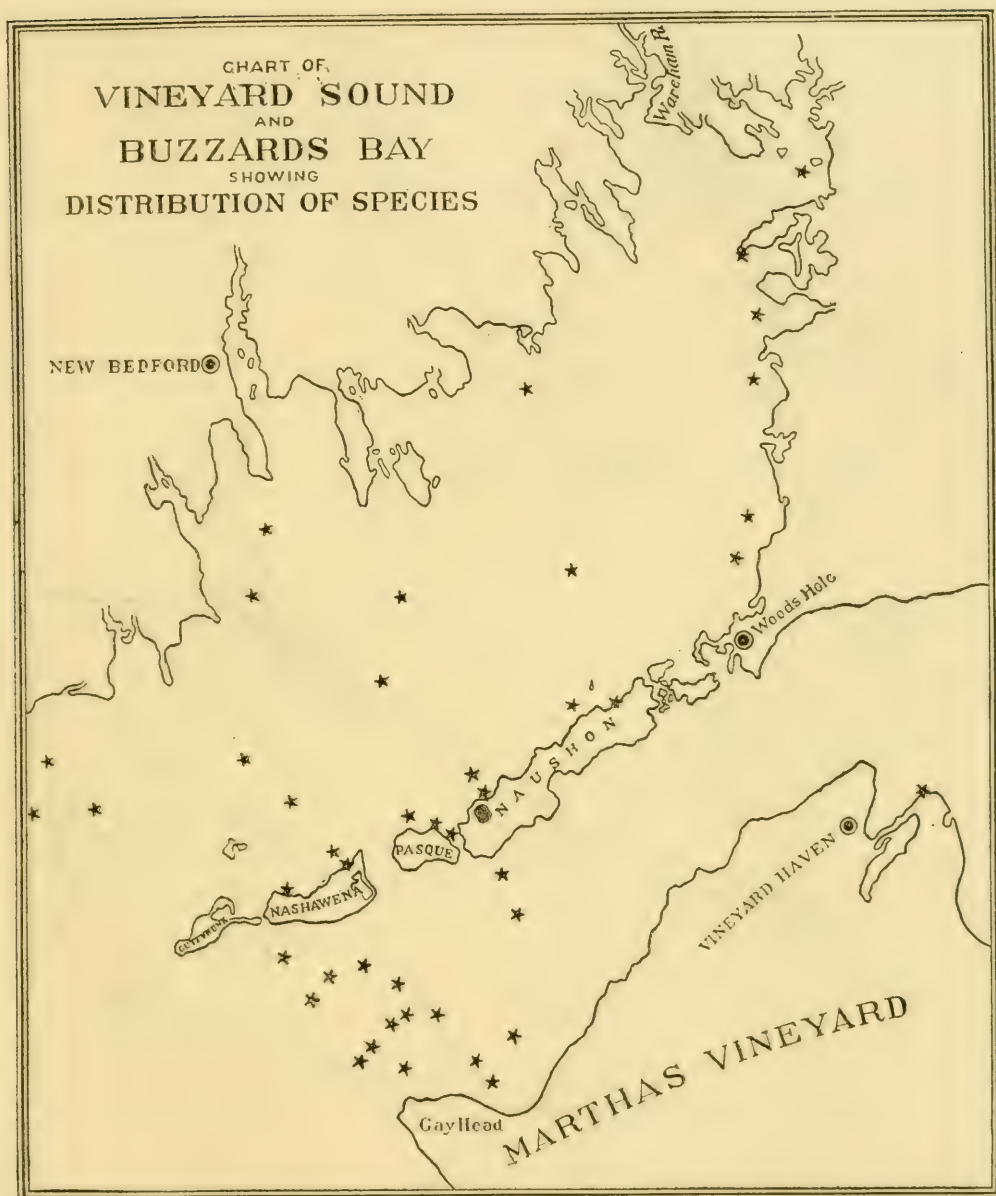 CHART OF
VINEYARD SOUND
AND
BUZZARDS BAY
SHOWING
DISTRIBUTION OF SPECIES
Wareham R.
NEW BEDFORD
Woods Hole
NAUSHON
PASQUE
NASHAWENA
CUTTYHUNK
VINEYARD HAVEN
MARTHAS VINEYARD
Gay Head